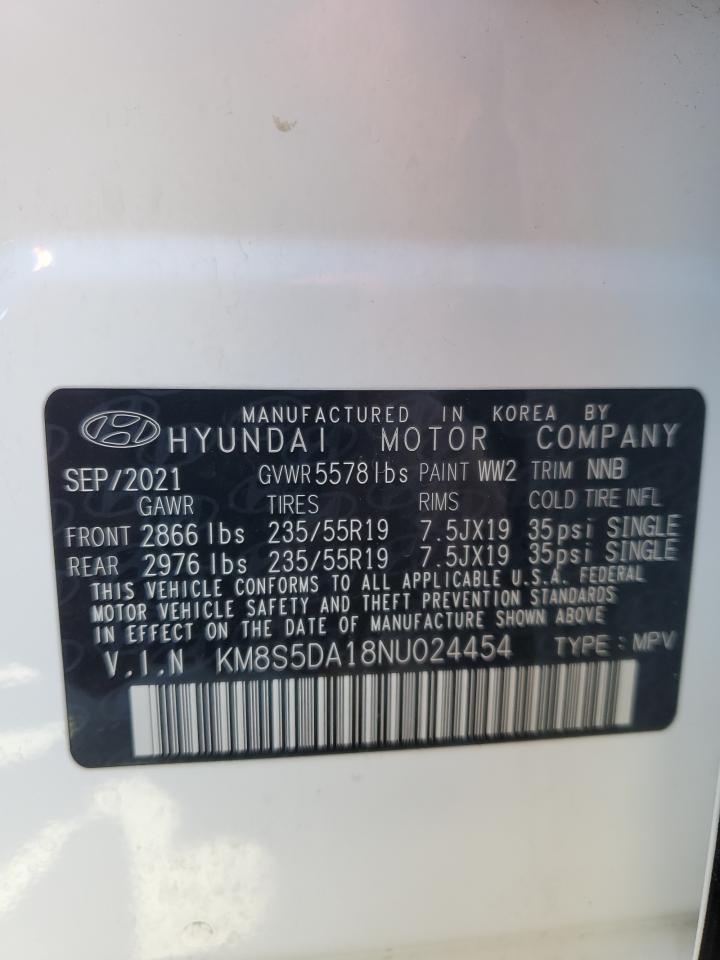 MANUFACTURED IN KOREA BY
HYUNDAI MOTOR COMPANY
SEP/2021 GVWR 5578 lbs PAINT WW2 TRIM NNB
GAWR TIRES RIMS COLD TIRE INFL
FRONT 2866 lbs 235/55R19 7.5JX19 35psi SINGLE
REAR 2976 lbs 235/55R19 7.5JX19 35psi SINGLE
THIS VEHICLE CONFORMS TO ALL APPLICABLE U.S.A. FEDERAL
MOTOR VEHICLE SAFETY AND THEFT PREVENTION STANDARDS
IN EFFECT ON THE DATE OF MANUFACTURE SHOWN ABOVE
V.I.N KM8S5DA18NU024454 TYPE: MPV